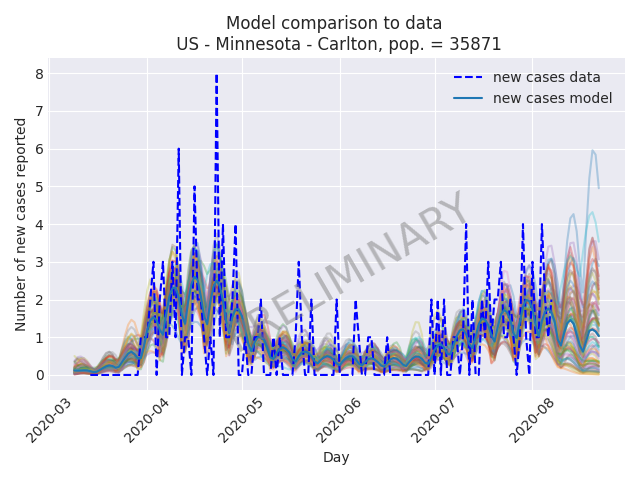 Model comparison to data
US - Minnesota - Carlton, pop. = 35871
new cases data
new cases model
PRELIMINARY
Number of new cases reported
8
7
6
5
4
3
2
1
0
2020-03
2020-04
2020-05
2020-06
2020-07
2020-08
Day